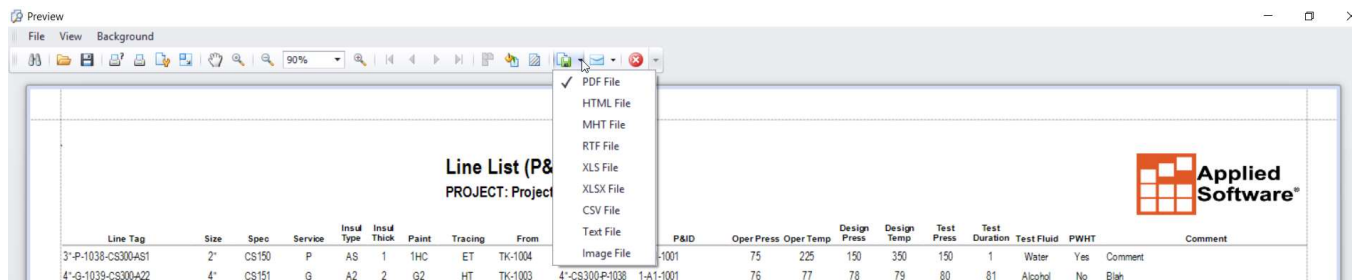 Preview
File View Background
90%
PDF File
HTML File
MHT File
RTF File
XLS File
XLSX File
CSV File
Text File
Image File
Line List (P&
PROJECT: Project
Applied
Software®
Line Tag Size Spec Service Insul Type Insul Thick Paint Tracing From P&ID Oper Press Oper Temp Design Press Design Temp Test Press Test Duration Test Fluid PWHT Comment
3"-P-1038-CS300-AS1 2" CS150 P AS 1 1HC ET TK-1004 -1001 75 225 150 350 150 1 Water Yes Comment
4"-G-1039-CS300-A22 4" CS151 G A2 2 G2 HT TK-1003 4"-CS300-P-1038 1-A1-1001 76 77 78 79 80 81 Alcohol No Blah